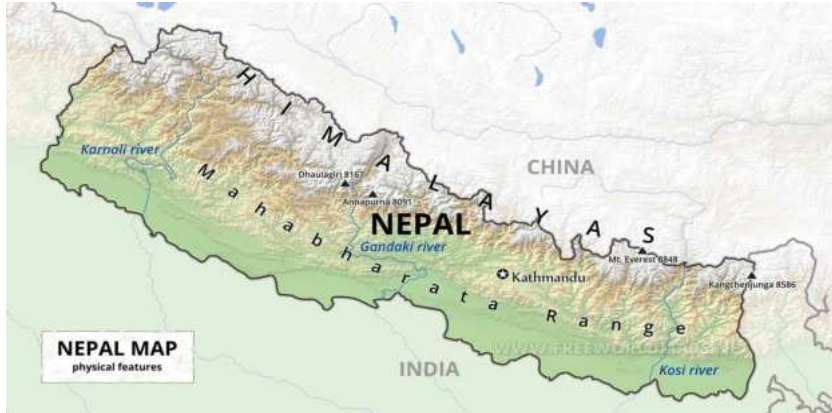 HIMALAYAS
CHINA
Karnali river
Dhaulagiri 8167
Annapurna 8091
NEPAL
Gandaki river
Mt. Everest 8848
Kathmandu
Kangchenjunga 8586
Mahabharata Range
NEPAL MAP
physical features
INDIA
Kosi river